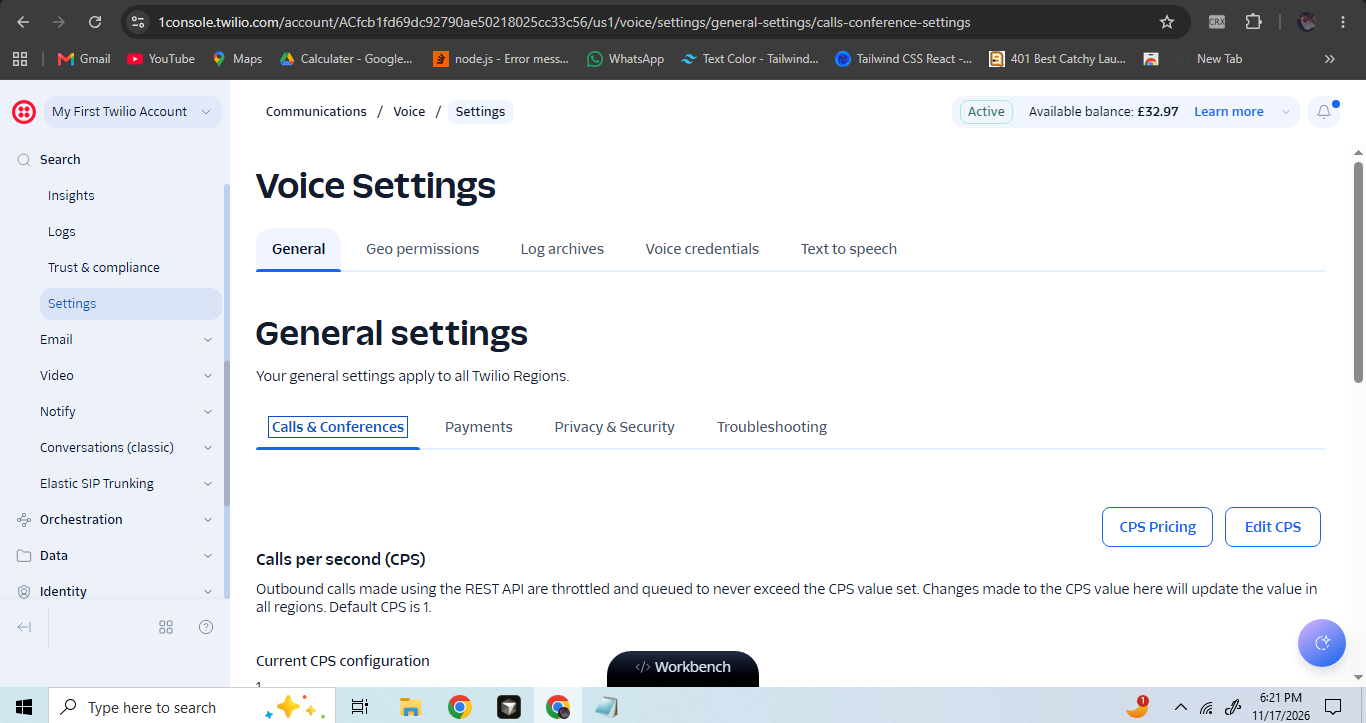 1console.twilio.com/account/ACfcb1fd69dc92790ae50218025cc33c56/us1/voice/settings/general-settings/calls-conference-settings
CRX
Gmail
YouTube
Maps
Calculater - Google...
node.js - Error mess...
WhatsApp
Text Color - Tailwind...
Tailwind CSS React -...
401 Best Catchy Lau...
New Tab
My First Twilio Account
Communications / Voice / Settings
Active
Available balance: £32.97
Learn more
Search
Insights
Logs
Trust & compliance
Settings
Email
Video
Notify
Conversations (classic)
Elastic SIP Trunking
Orchestration
Data
Identity
Voice Settings
General
Geo permissions
Log archives
Voice credentials
Text to speech
General settings
Your general settings apply to all Twilio Regions.
Calls & Conferences
Payments
Privacy & Security
Troubleshooting
CPS Pricing
Edit CPS
Calls per second (CPS)
Outbound calls made using the REST API are throttled and queued to never exceed the CPS value set. Changes made to the CPS value here will update the value in
all regions. Default CPS is 1.
Current CPS configuration
1
</> Workbench
Type here to search
1
6:21 PM
11/17/2026